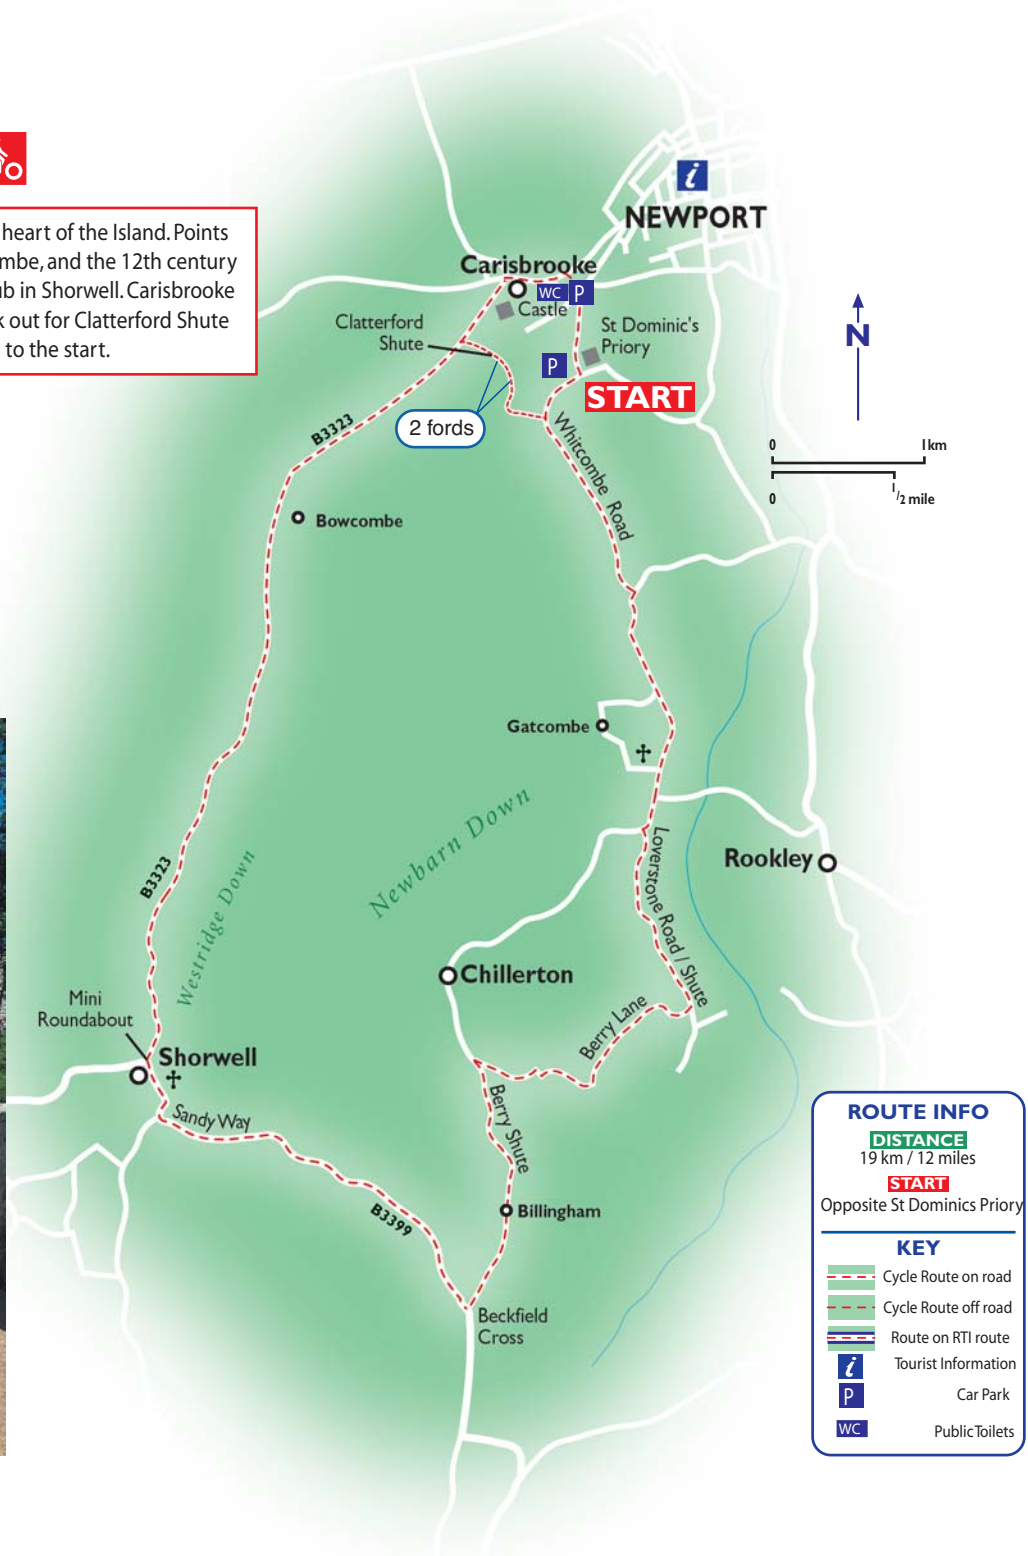 heart of the Island. Points
mbe, and the 12th century
ub in Shorwell. Carisbrooke
k out for Clatterford Shute
to the start.
i
NEWPORT
Carisbrooke
WC
P
Castle
Clatterford
Shute
St Dominic's
Priory
P
START
2 fords
B3323
Whitcombe Road
N
0
1km
0
1/2 mile
Bowcombe
Gatcombe
Newbarn Down
Loverstone Road / Shute
Rookley
B3323
Westridge Down
Chillerton
Mini
Roundabout
Berry Lane
Shorwell
Sandy Way
Berry Shute
B3399
Billingham
Beckfield
Cross
ROUTE INFO
DISTANCE
19 km / 12 miles
START
Opposite St Dominics Priory
KEY
Cycle Route on road
Cycle Route off road
Route on RTI route
i Tourist Information
P Car Park
WC Public Toilets